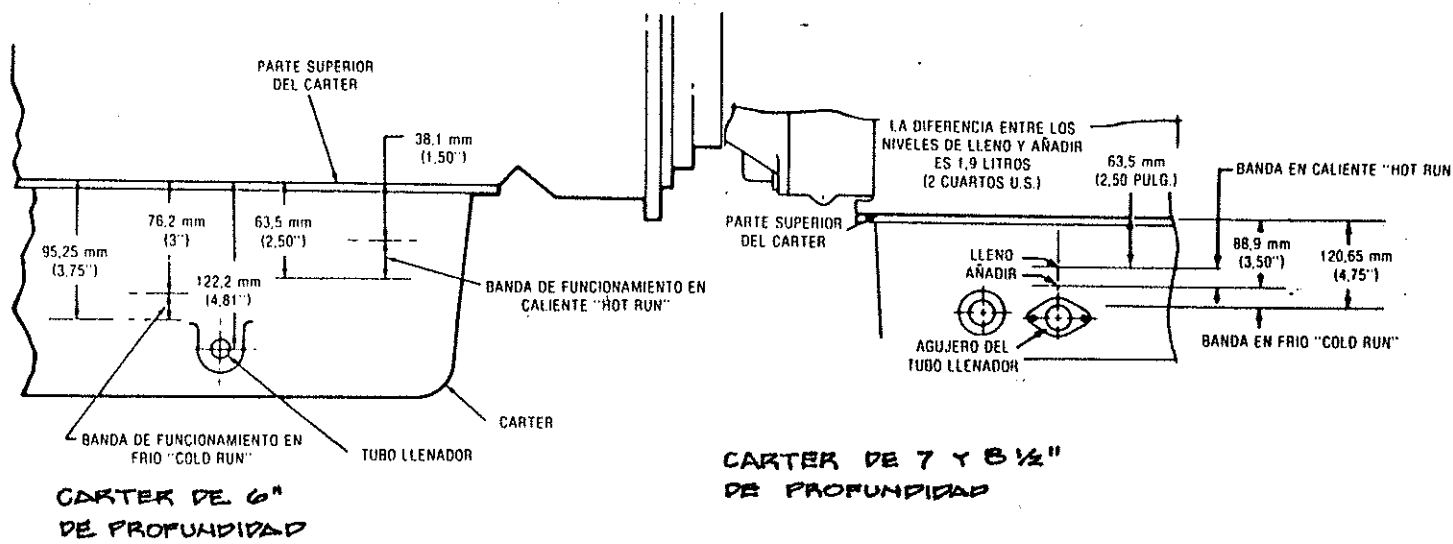 PARTE SUPERIOR
DEL CARTER
38,1 mm
(1,50")
76,2 mm
(3")
63,5 mm
(2,50")
95,25 mm
(3,75")
122,2 mm
(4,81")
BANDA DE FUNCIONAMIENTO EN
CALIENTE "HOT RUN"
CARTER
BANDA DE FUNCIONAMIENTO EN
FRIO "COLD RUN"
TUBO LLENADOR
CARTER DE 6"
DE PROFUNDIDAD
LA DIFERENCIA ENTRE LOS
NIVELES DE LLENO Y AÑADIR
ES 1,9 LITROS
(2 CUARTOS U.S.)
63,5 mm
(2,50 PULG.)
BANDA EN CALIENTE "HOT RUN
PARTE SUPERIOR
DEL CARTER
88,9 mm
(3,50")
120,65 mm
(4,75")
LLENO
AÑADIR
AGUJERO DEL
TUBO LLENADOR
BANDA EN FRIO "COLD RUN"
CARTER DE 7 Y 8 ½"
DE PROFUNDIDAD